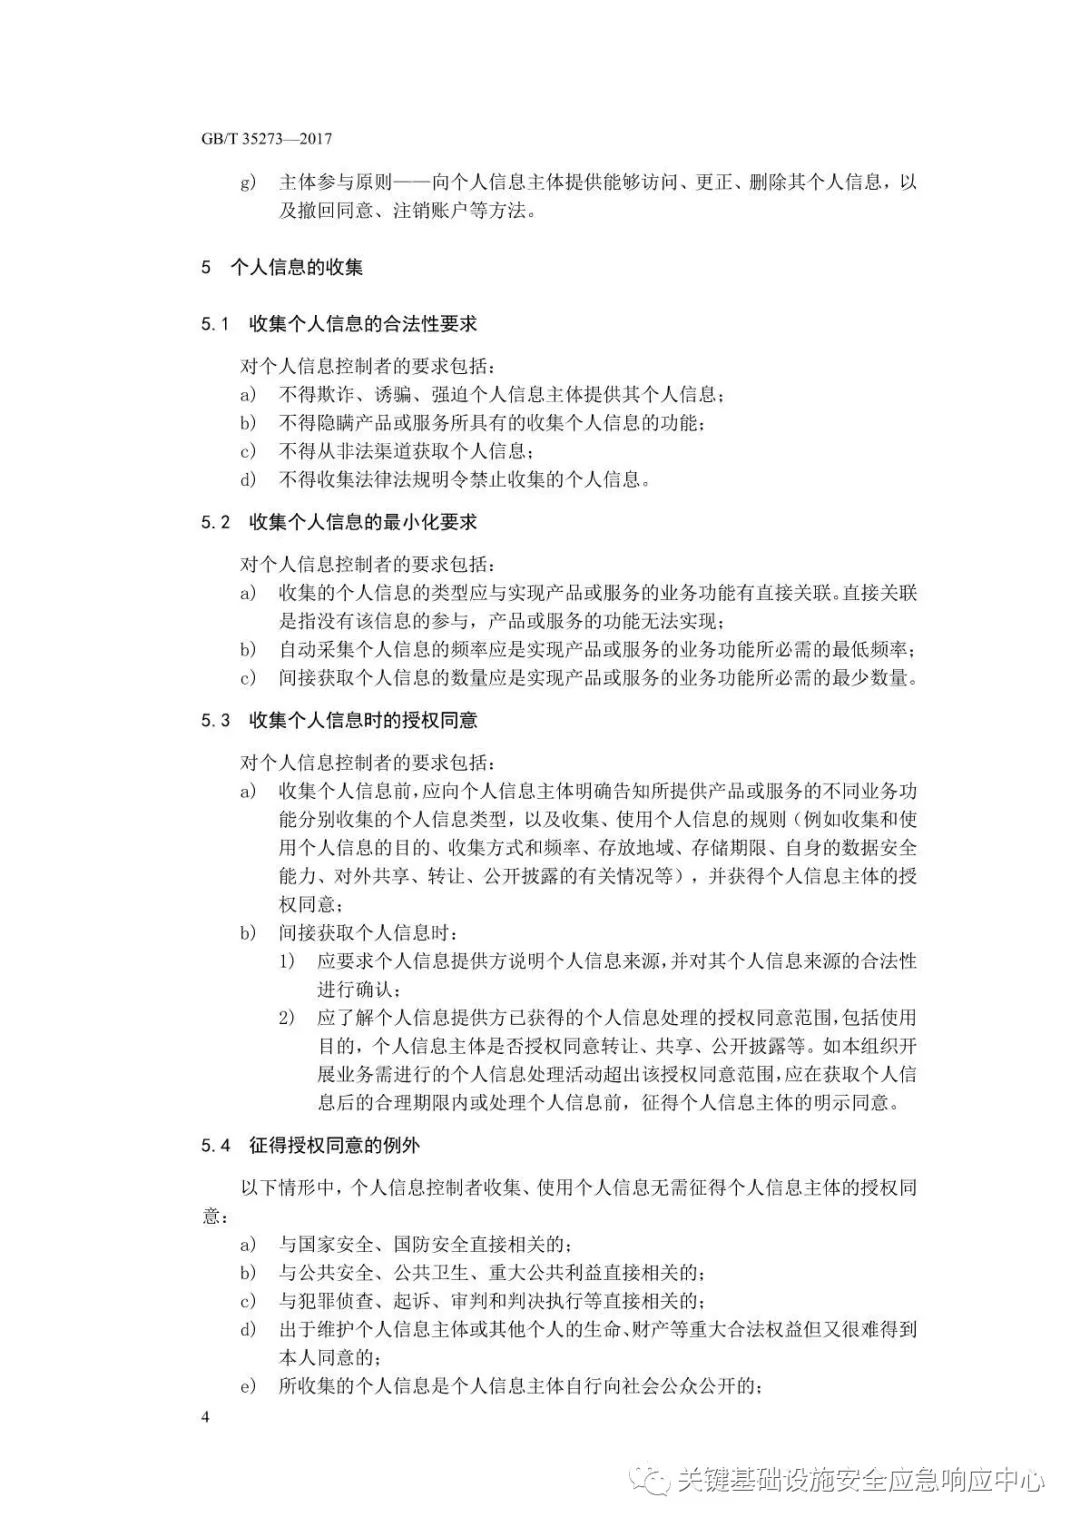 GB/T 35273—2017
g) 主体参与原则——向个人信息主体提供能够访问、更正、删除其个人信息，以
及撤回同意、注销账户等方法。
5 个人信息的收集
5.1 收集个人信息的合法性要求
对个人信息控制者的要求包括：
a) 不得欺诈、诱骗、强迫个人信息主体提供其个人信息；
b) 不得隐瞒产品或服务所具有的收集个人信息的功能；
c) 不得从非法渠道获取个人信息；
d) 不得收集法律法规明令禁止收集的个人信息。
5.2 收集个人信息的最小化要求
对个人信息控制者的要求包括：
a) 收集的个人信息的类型应与实现产品或服务的业务功能有直接关联。直接关联
是指没有该信息的参与，产品或服务的功能无法实现；
b) 自动采集个人信息的频率应是实现产品或服务的业务功能所必需的最低频率；
c) 间接获取个人信息的数量应是实现产品或服务的业务功能所必需的最少数量。
5.3 收集个人信息时的授权同意
对个人信息控制者的要求包括：
a) 收集个人信息前，应向个人信息主体明确告知所提供产品或服务的不同业务功
能分别收集的个人信息类型，以及收集、使用个人信息的规则（例如收集和使
用个人信息的目的、收集方式和频率、存放地域、存储期限、自身的数据安全
能力、对外共享、转让、公开披露的有关情况等），并获得个人信息主体的授
权同意；
b) 间接获取个人信息时：
1) 应要求个人信息提供方说明个人信息来源，并对其个人信息来源的合法性
进行确认；
2) 应了解个人信息提供方已获得的个人信息处理的授权同意范围，包括使用
目的，个人信息主体是否授权同意转让、共享、公开披露等。如本组织开
展业务需进行的个人信息处理活动超出该授权同意范围，应在获取个人信
息后的合理期限内或处理个人信息前，征得个人信息主体的明示同意。
5.4 征得授权同意的例外
以下情形中，个人信息控制者收集、使用个人信息无需征得个人信息主体的授权同
意：
a) 与国家安全、国防安全直接相关的；
b) 与公共安全、公共卫生、重大公共利益直接相关的；
c) 与犯罪侦查、起诉、审判和判决执行等直接相关的；
d) 出于维护个人信息主体或其他个人的生命、财产等重大合法权益但又很难得到
本人同意的；
e) 所收集的个人信息是个人信息主体自行向社会公众公开的；
4
关键基础设施安全应急响应中心